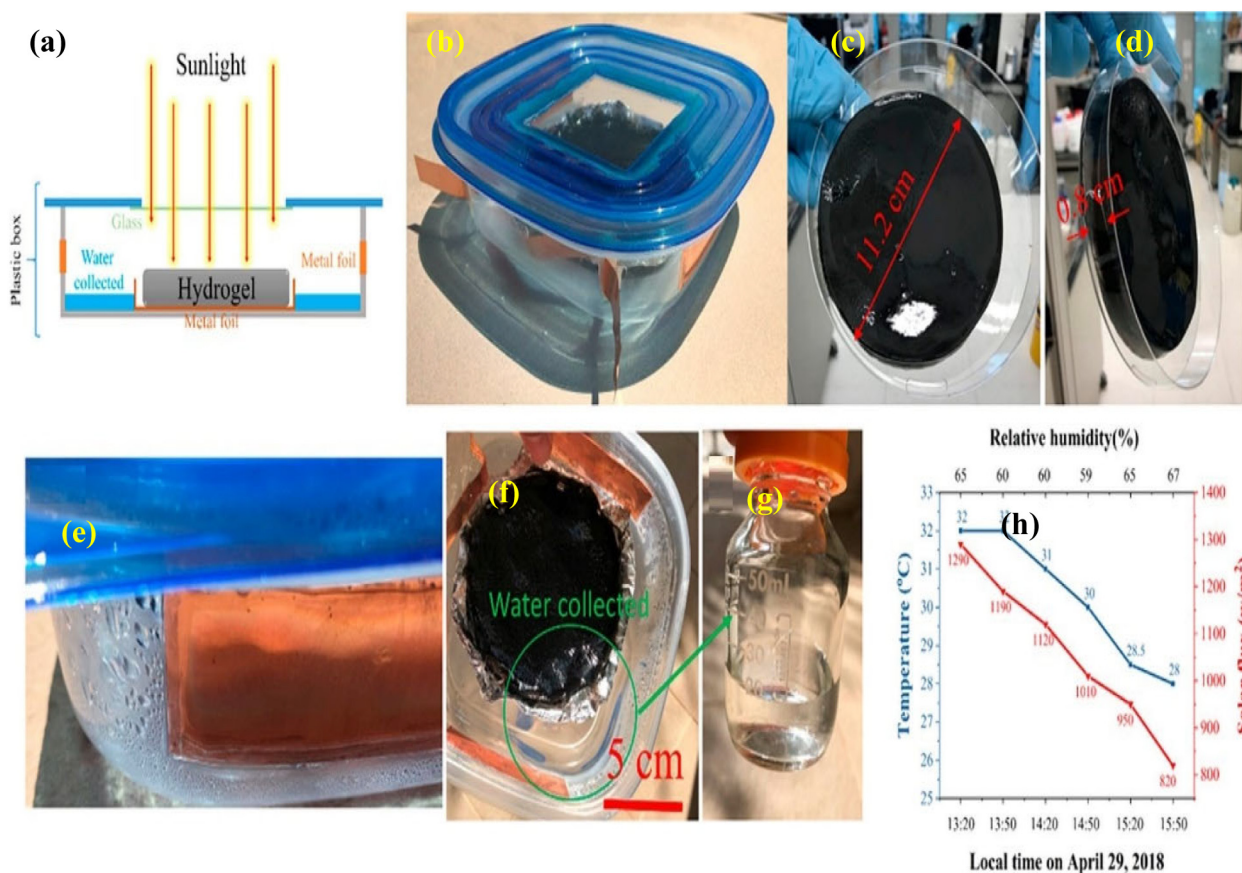 (a)
Sunlight
Plastic box
Glass
Water
collected
Metal foil
Hydrogel
Metal foil
(b)
(c)
11.2 cm
(d)
0.8 cm
(e)
(f)
Water collected
5 cm
(g)
50ml
30
(h)
Relative humidity(%)
65 60 60 59 65 67
33
32
31
30
29
28
27
26
25
Temperature (°C)
32
31
30
28.5
28
1290
1190
1120
1010
950
820
1400
1300
1200
1100
1000
900
800
13:20 13:50 14:20 14:50 15:20 15:50
Local time on April 29, 2018